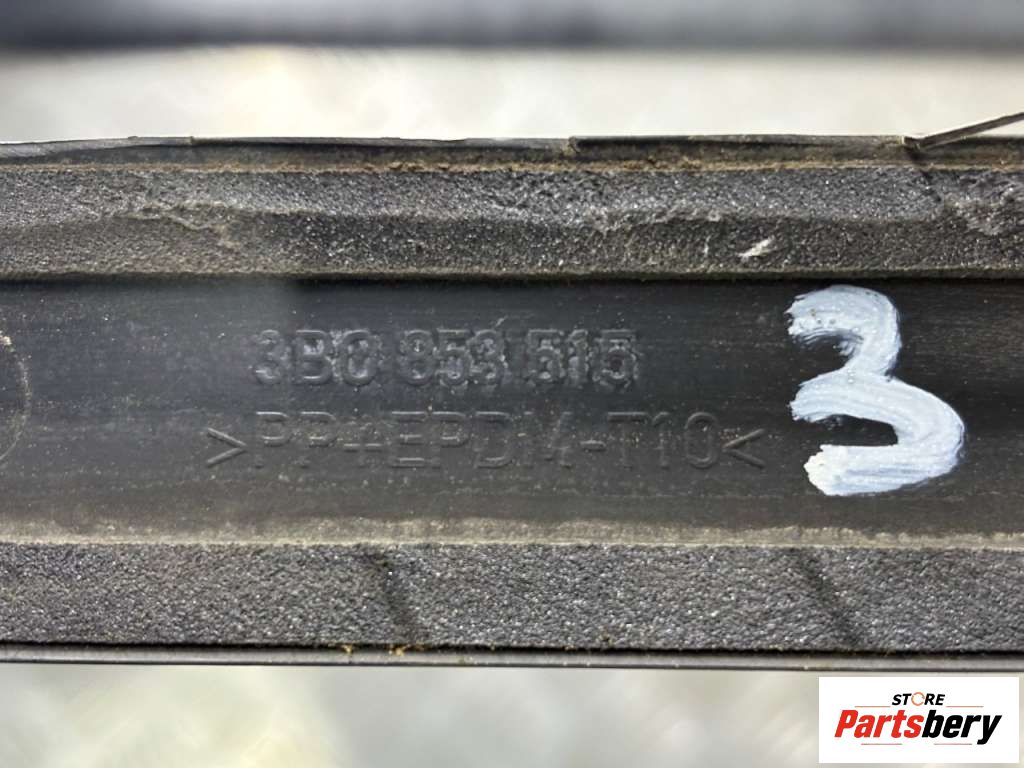 3B0 853 515
>PP+EPDM-T10<
3
STORE
Partsbery